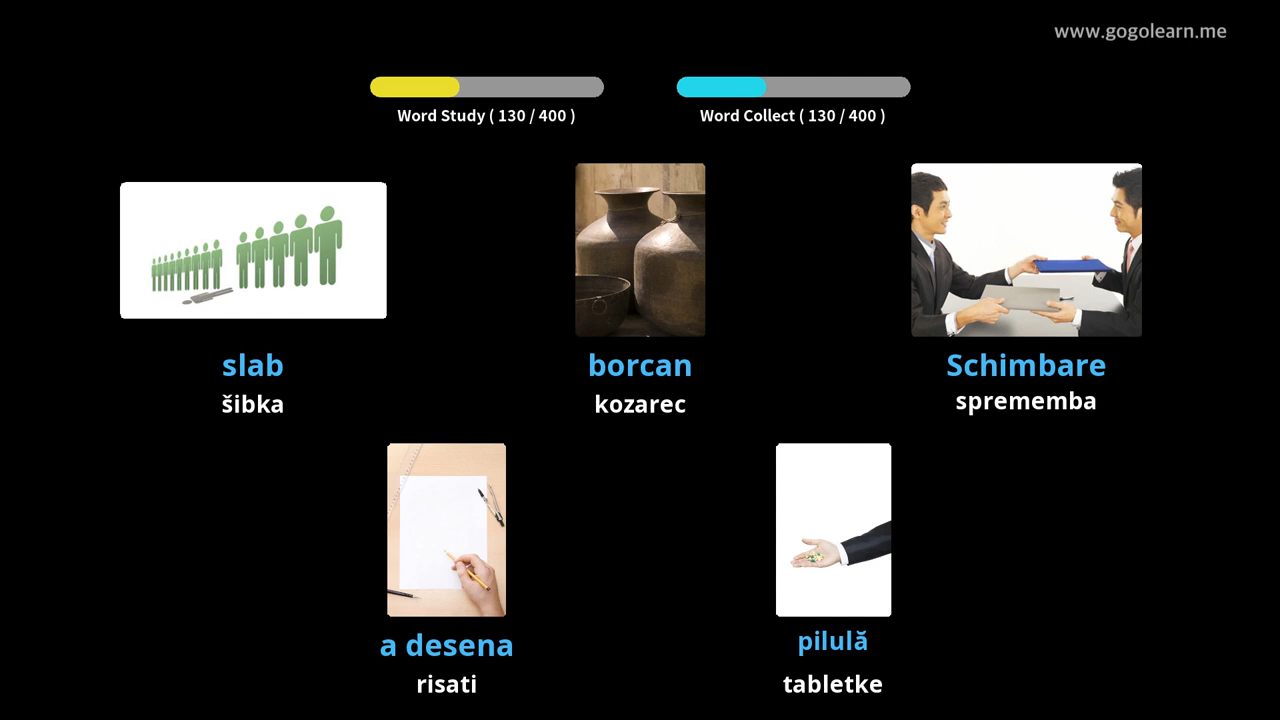 www.gogolearn.me
Word Study ( 130 / 400 )
Word Collect ( 130 / 400 )
slab
šibka
borcan
kozarec
Schimbare
sprememba
a desena
risati
pilulă
tabletke